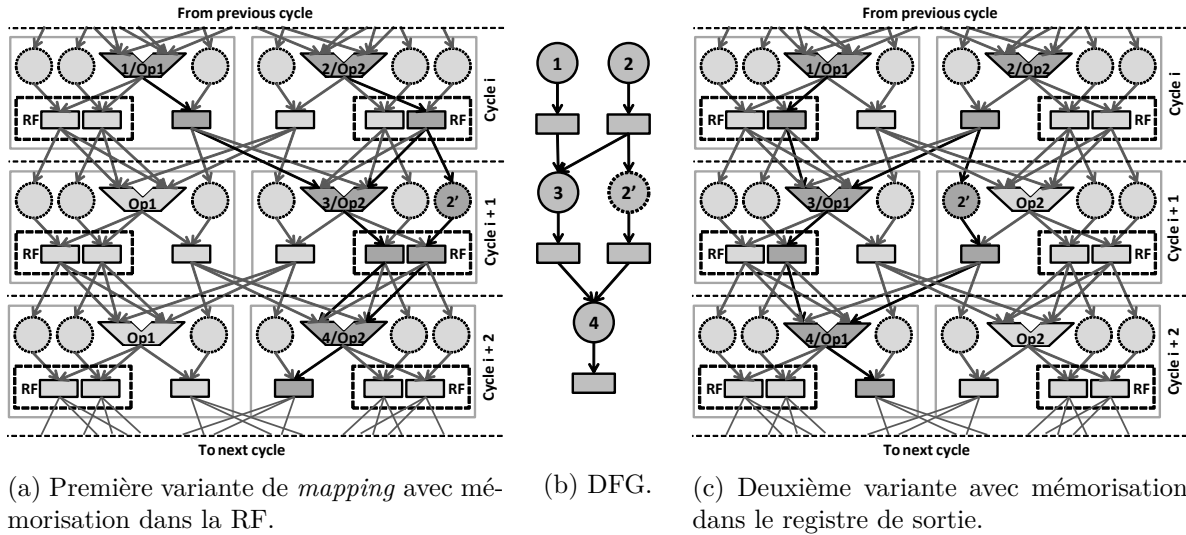 From previous cycle
1/Op1
2/Op2
RF
RF
Cycle i
Op1
3/Op2
2'
RF
RF
Cycle i + 1
Op1
4/Op2
RF
RF
Cycle i + 2
To next cycle
(a) Première variante de mapping avec mé-
morisation dans la RF.
1
2
3
2'
4
(b) DFG.
From previous cycle
1/Op1
2/Op2
RF
RF
Cycle i
3/Op1
2'
Op2
RF
RF
Cycle i + 1
4/Op1
Op2
RF
RF
Cycle i + 2
To next cycle
(c) Deuxième variante avec mémorisation
dans le registre de sortie.